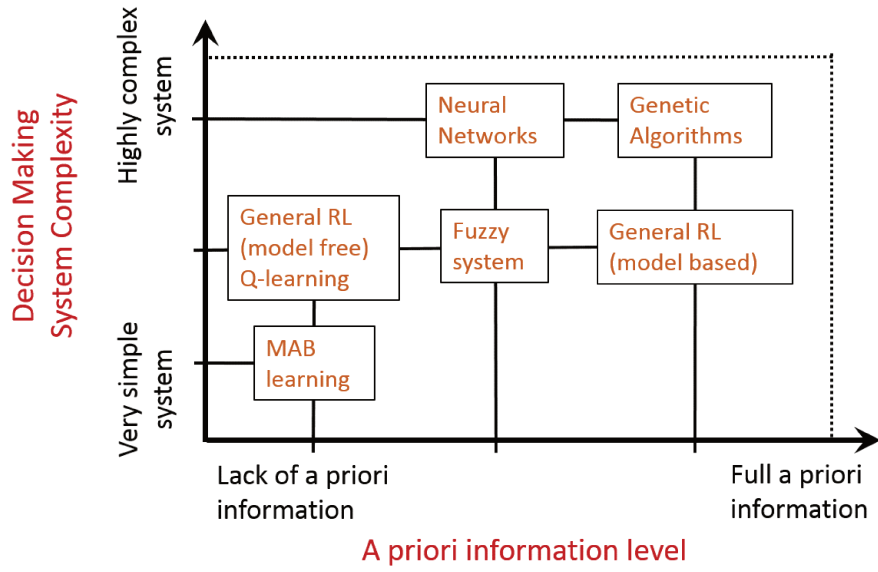 Decision Making
System Complexity
Highly complex
system
Very simple
system
Neural
Networks
Genetic
Algorithms
General RL
(model free)
Q-learning
Fuzzy
system
General RL
(model based)
MAB
learning
Lack of a priori
information
Full a priori
information
A priori information level